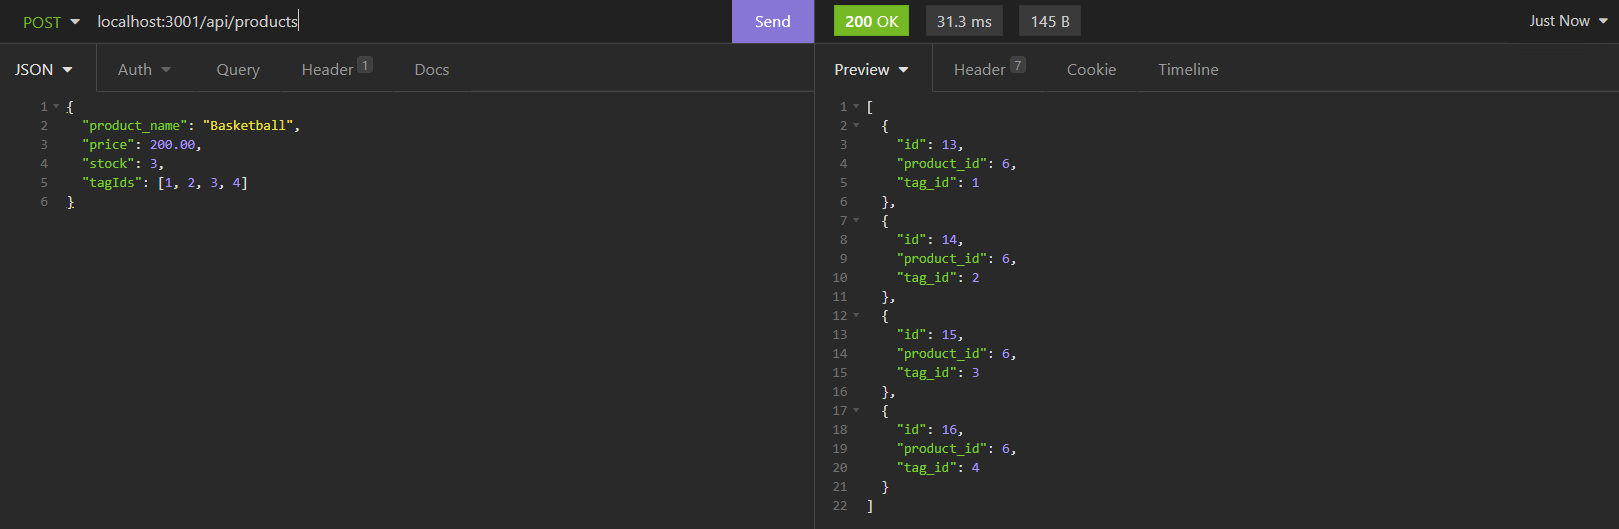 POST localhost:3001/api/products Send 200 OK 31.3 ms 145 B Just Now
JSON Auth Query Header 1 Docs
1 {
2 "product_name": "Basketball",
3 "price": 200.00,
4 "stock": 3,
5 "tagIds": [1, 2, 3, 4]
6 }
Preview Header 7 Cookie Timeline
1 [
2 {
3 "id": 13,
4 "product_id": 6,
5 "tag_id": 1
6 },
7 {
8 "id": 14,
9 "product_id": 6,
10 "tag_id": 2
11 },
12 {
13 "id": 15,
14 "product_id": 6,
15 "tag_id": 3
16 },
17 {
18 "id": 16,
19 "product_id": 6,
20 "tag_id": 4
21 }
22 ]